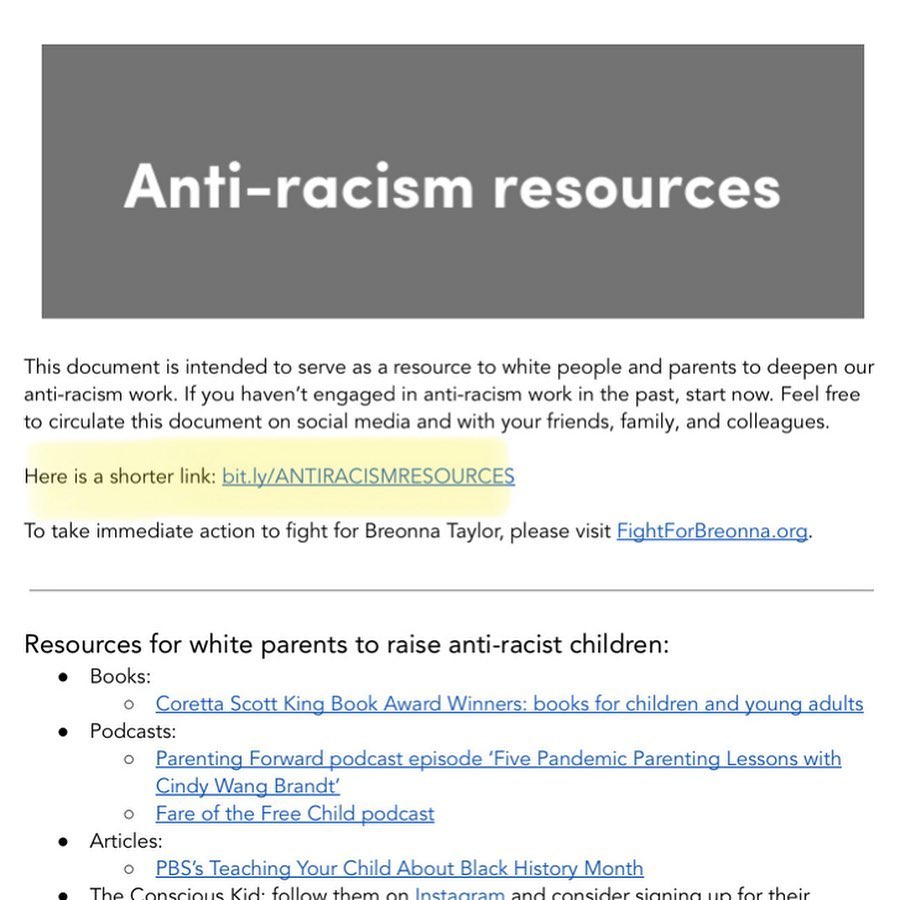 Anti-racism resources
This document is intended to serve as a resource to white people and parents to deepen our
anti-racism work. If you haven’t engaged in anti-racism work in the past, start now. Feel free
to circulate this document on social media and with your friends, family, and colleagues.
Here is a shorter link: bit.ly/ANTIRACISMRESOURCES
To take immediate action to fight for Breonna Taylor, please visit FightForBreonna.org.
Resources for white parents to raise anti-racist children:
● Books:
○ Coretta Scott King Book Award Winners: books for children and young adults
● Podcasts:
○ Parenting Forward podcast episode ‘Five Pandemic Parenting Lessons with
Cindy Wang Brandt’
○ Fare of the Free Child podcast
● Articles:
○ PBS’s Teaching Your Child About Black History Month
● The Conscious Kid: follow them on Instagram and consider signing up for their